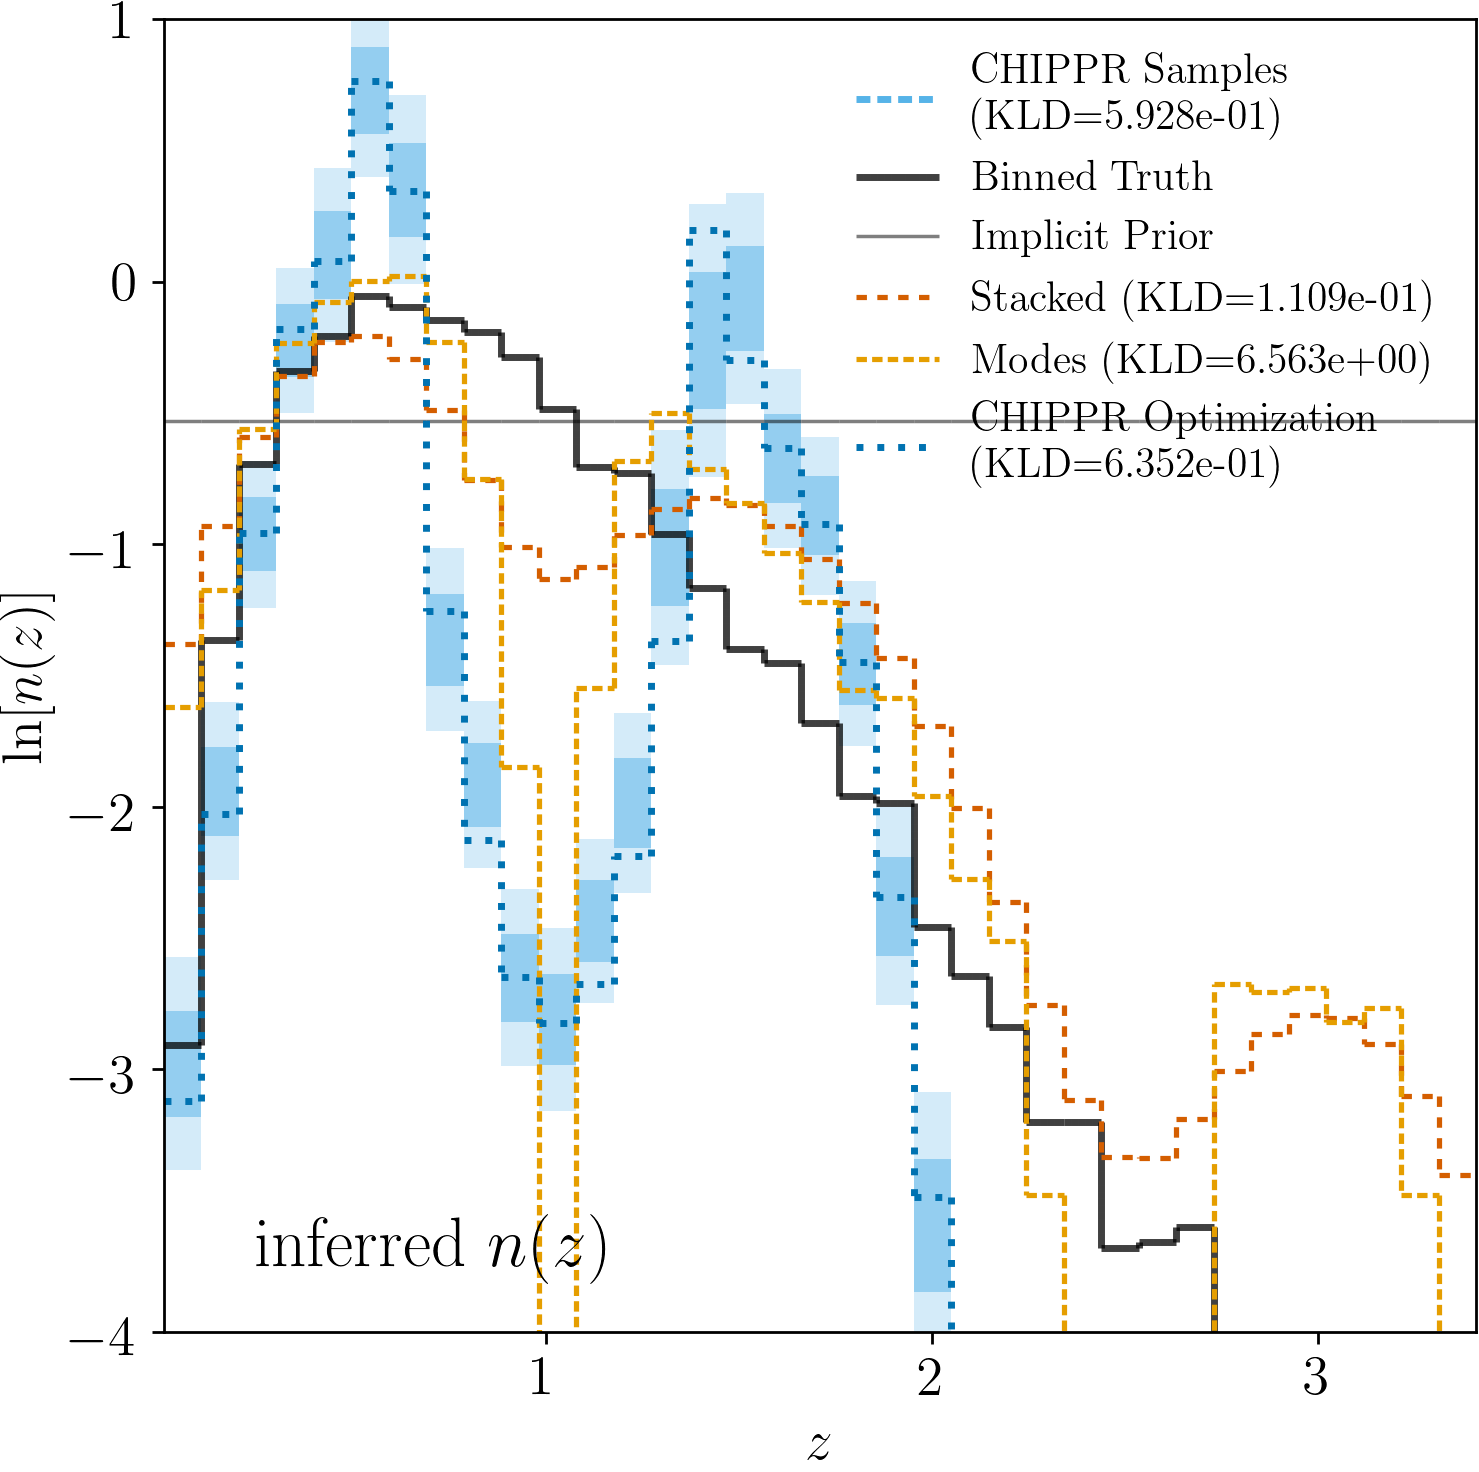 1
0
−1
−2
−3
−4
ln[n(z)]
CHIPPR Samples
(KLD=5.928e-01)
Binned Truth
Implicit Prior
Stacked (KLD=1.109e-01)
Modes (KLD=6.563e+00)
CHIPPR Optimization
(KLD=6.352e-01)
inferred n(z)
1
2
3
z